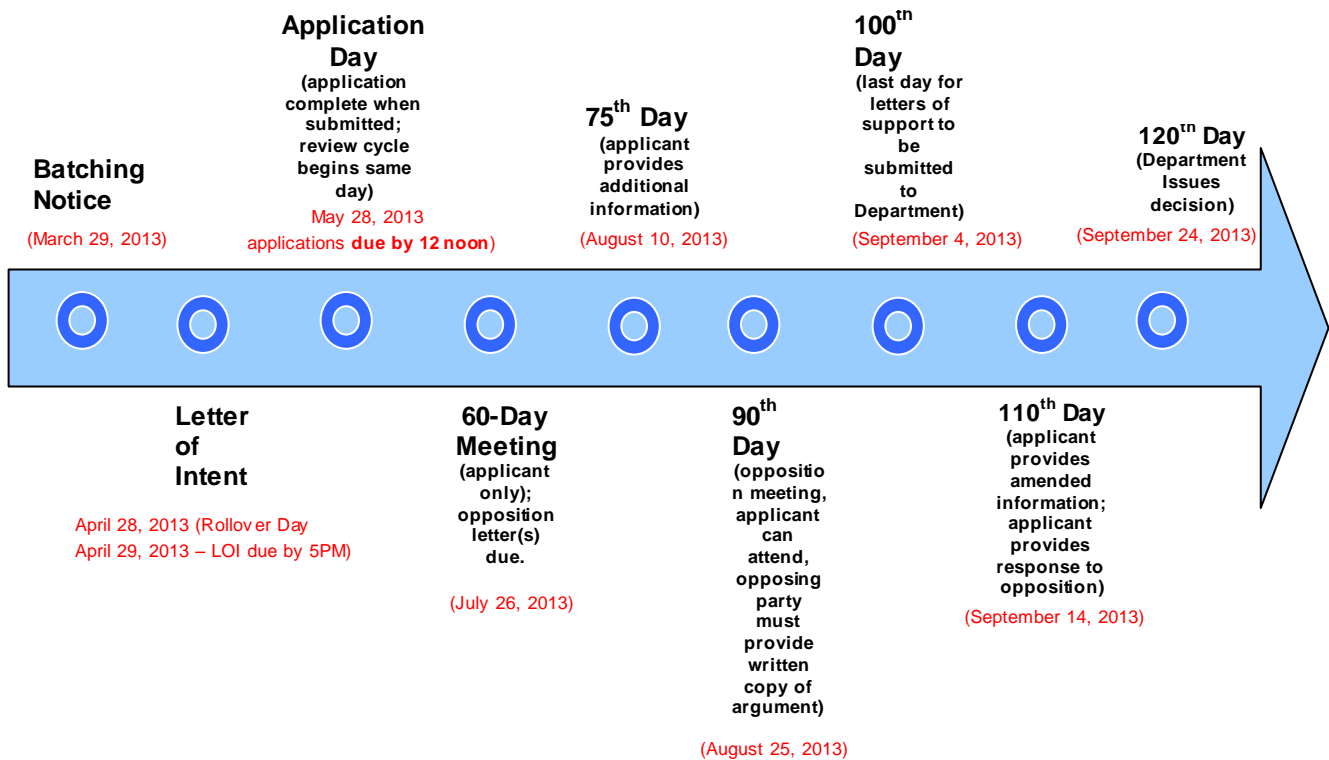 Batching
Notice
(March 29, 2013)
Letter
of
Intent
April 28, 2013 (Rollover Day
April 29, 2013 – LOI due by 5PM)
Application
Day
(application
complete when
submitted;
review cycle
begins same
day)
May 28, 2013
applications due by 12 noon)
60-Day
Meeting
(applicant
only);
opposition
letter(s)
due.
(July 26, 2013)
75th Day
(applicant
provides
additional
information)
(August 10, 2013)
90th
Day
(oppositio
n meeting,
applicant
can
attend,
opposing
party
must
provide
written
copy of
argument)
(August 25, 2013)
100th
Day
(last day for
letters of
support to
be
submitted
to
Department)
(September 4, 2013)
110th Day
(applicant
provides
amended
information;
applicant
provides
response to
opposition)
(September 14, 2013)
120th Day
(Department
Issues
decision)
(September 24, 2013)